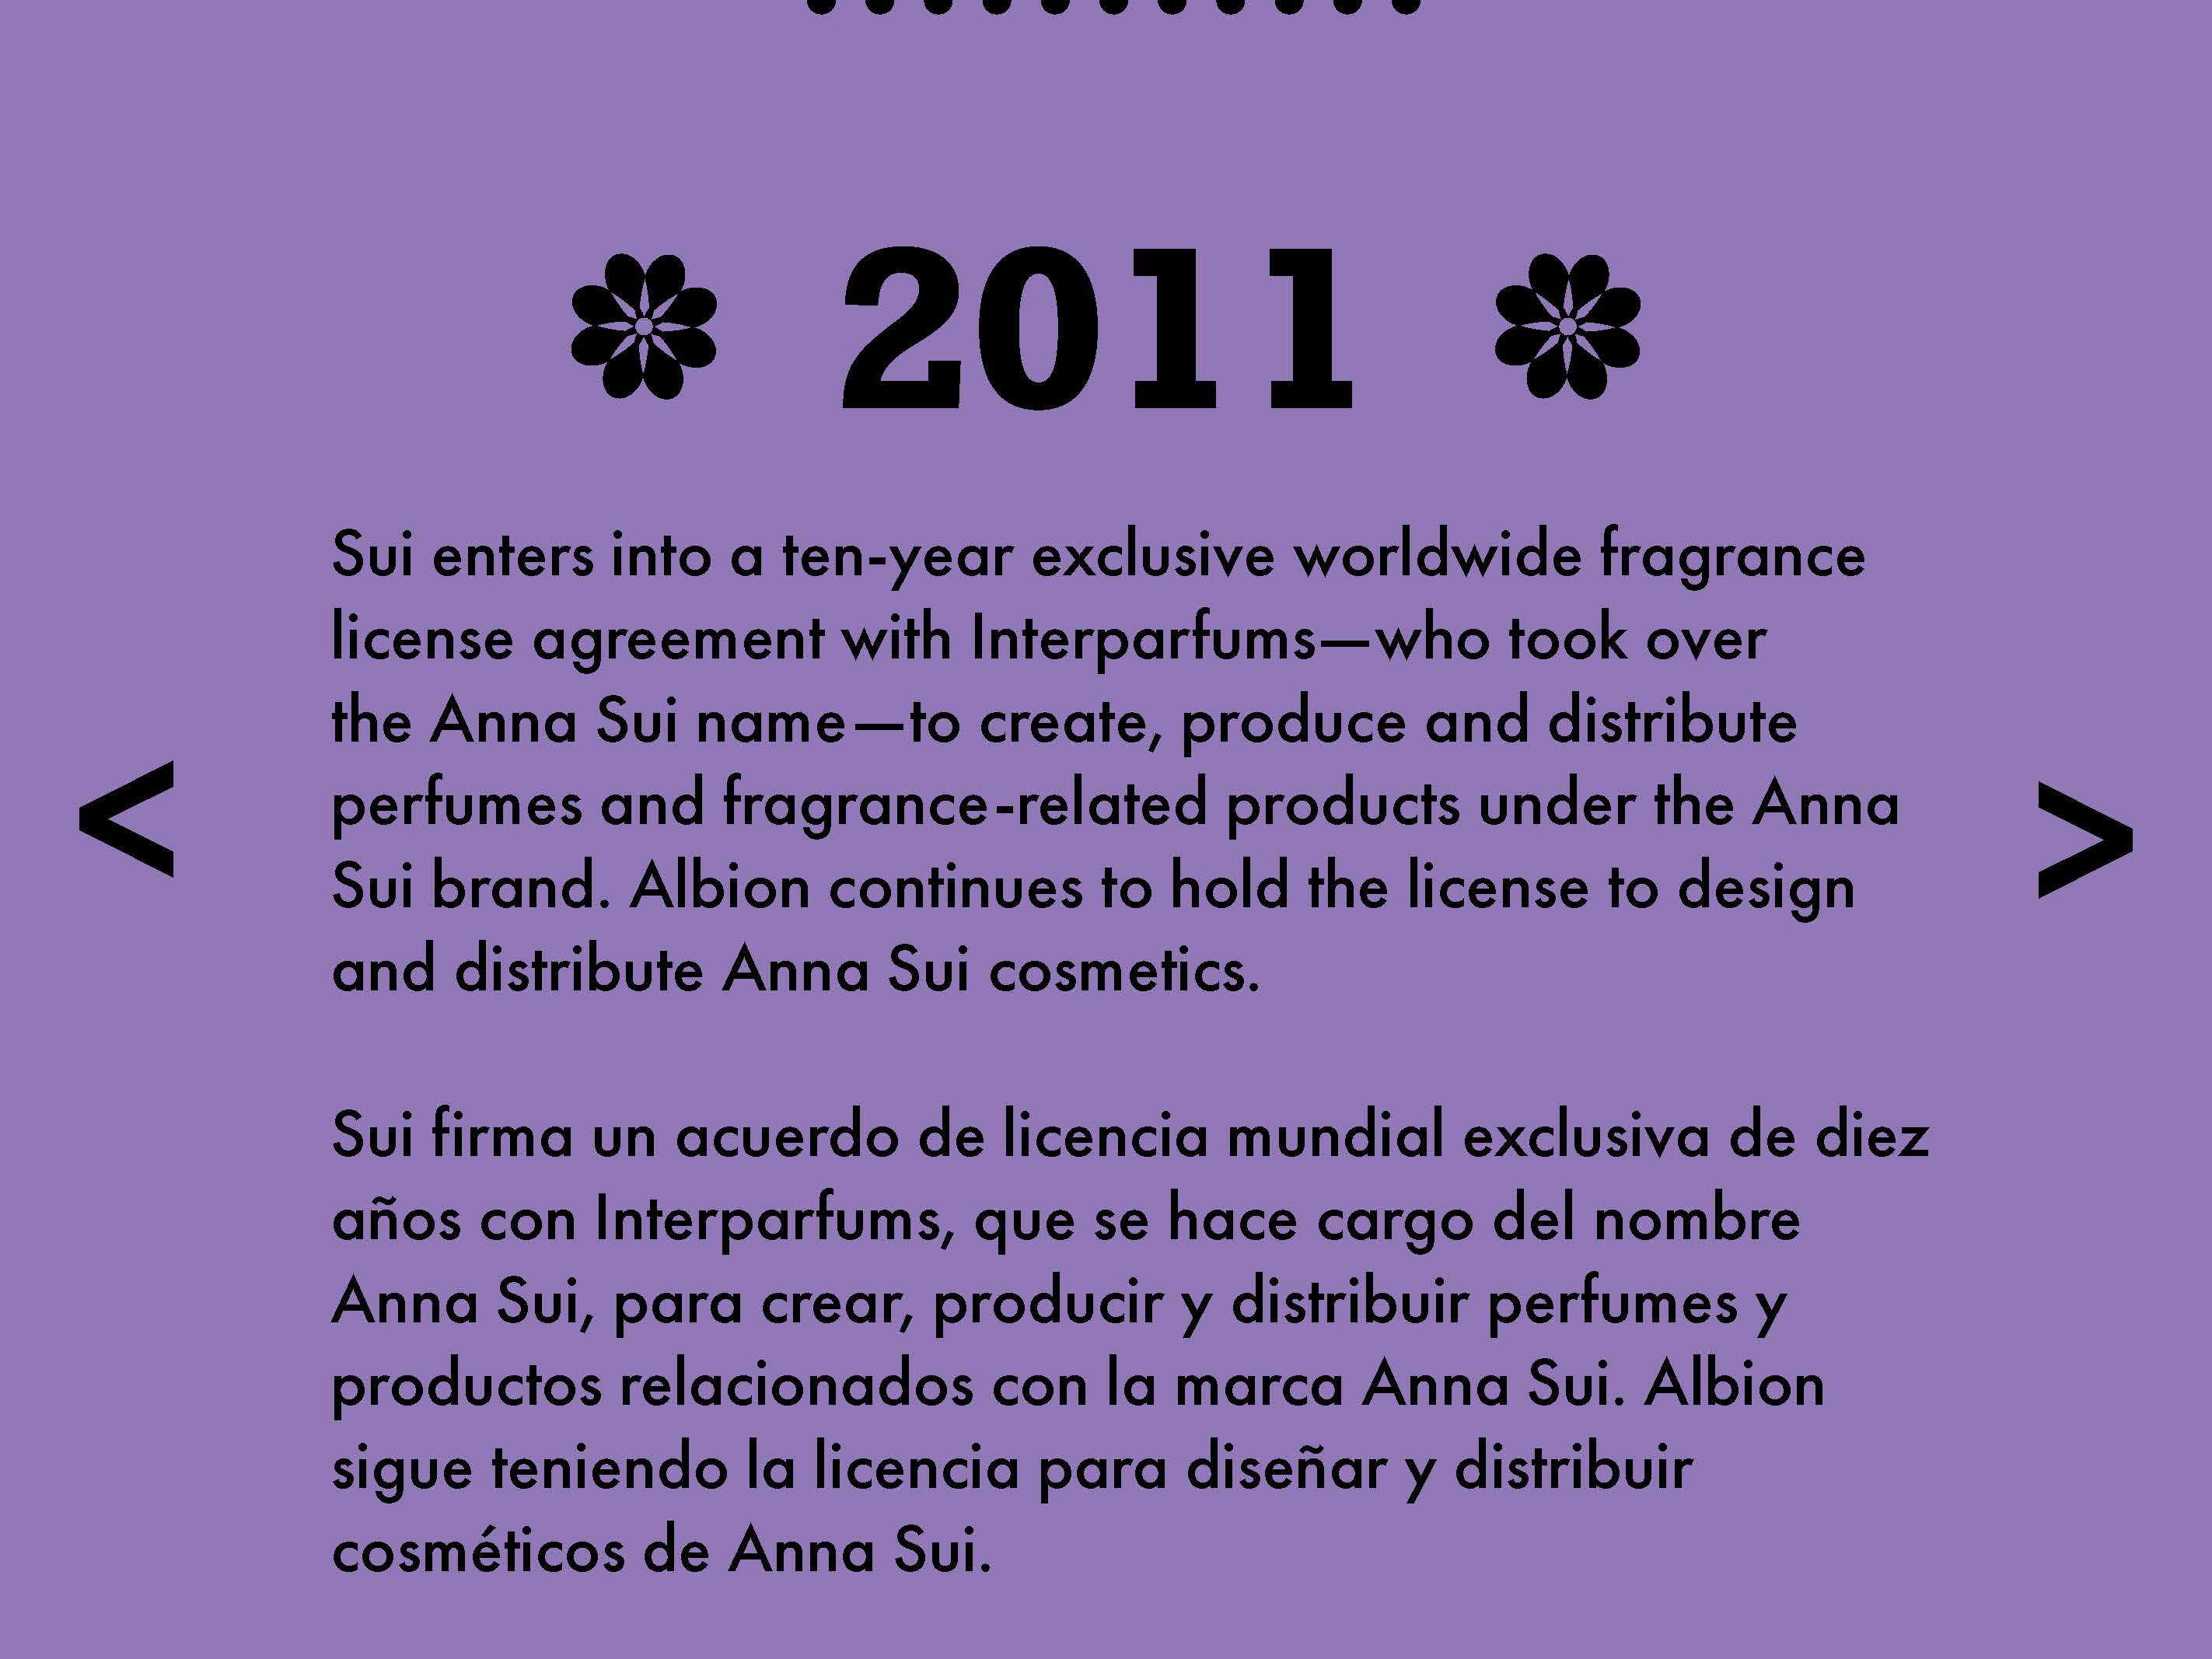 2011
Sui enters into a ten-year exclusive worldwide fragrance
license agreement with Interparfums—who took over
the Anna Sui name—to create, produce and distribute
perfumes and fragrance-related products under the Anna
Sui brand. Albion continues to hold the license to design
and distribute Anna Sui cosmetics.
<
>
Sui firma un acuerdo de licencia mundial exclusiva de diez
años con Interparfums, que se hace cargo del nombre
Anna Sui, para crear, producir y distribuir perfumes y
productos relacionados con la marca Anna Sui. Albion
sigue teniendo la licencia para diseñar y distribuir
cosméticos de Anna Sui.